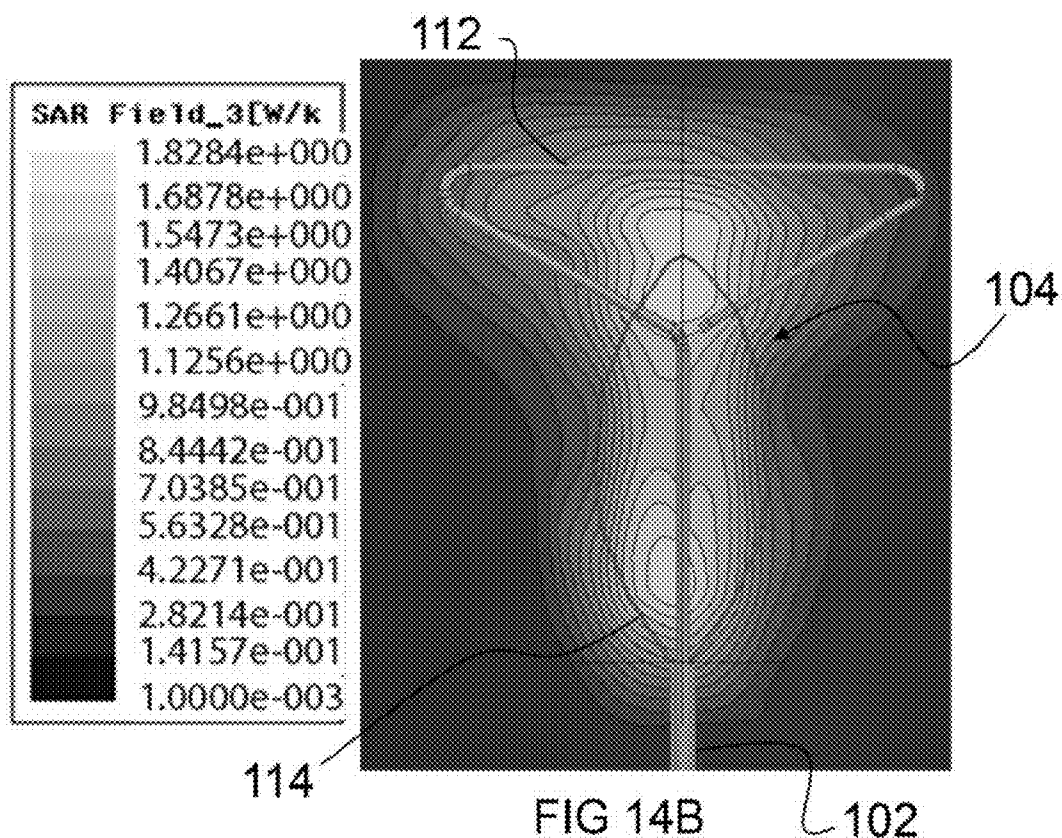 112
SAR Field_3[W/k
1.8284e+000
1.6878e+000
1.5473e+000
1.4067e+000
1.2661e+000
1.1256e+000
9.8498e-001
8.4442e-001
7.0385e-001
5.6328e-001
4.2271e-001
2.8214e-001
1.4157e-001
1.0000e-003
104
114
FIG 14B
102